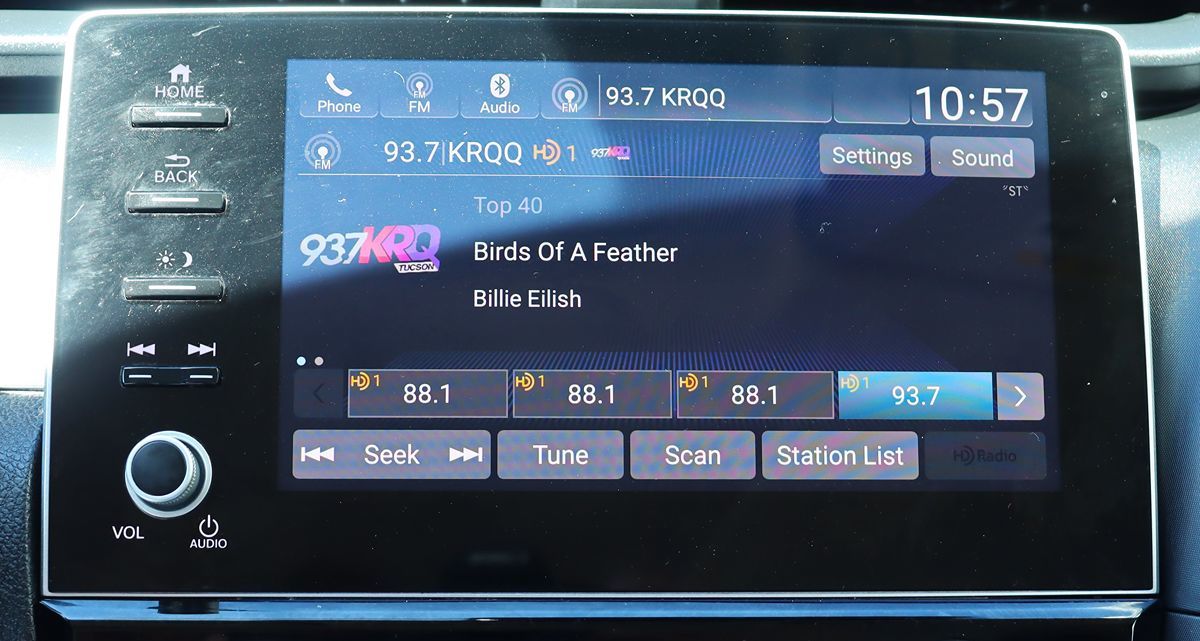 HOME
BACK
VOL
AUDIO
Phone
FM
FM
Audio
FM
93.7 KRQQ
10:57
FM
93.7|KRQQ HD 1 937KRQ
Settings
Sound
"ST"
Top 40
937KRQ
TUCSON
Birds Of A Feather
Billie Eilish
HD 1 88.1
HD 1 88.1
HD 1 88.1
HD 1 93.7
Seek
Tune
Scan
Station List
HD Radio